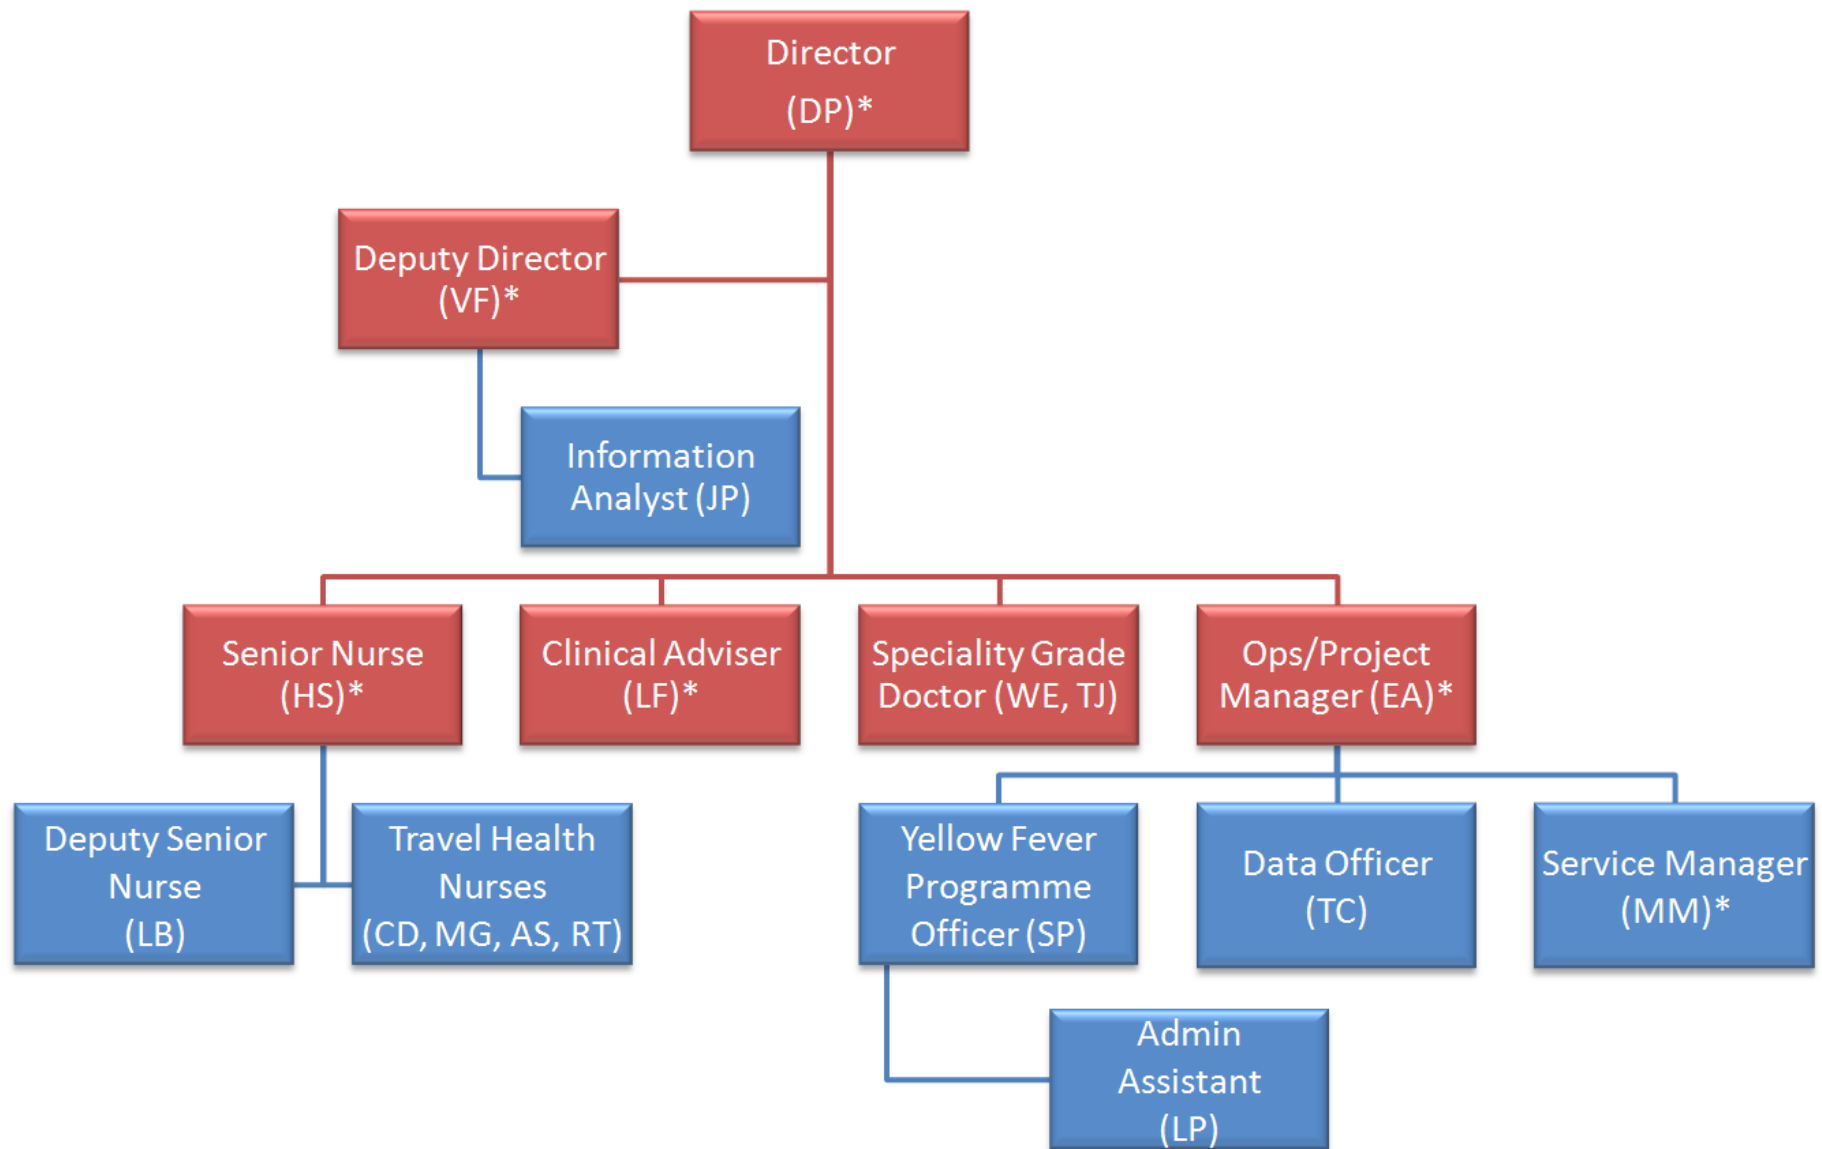 Director
(DP)*
Deputy Director
(VF)*
Information
Analyst (JP)
Senior Nurse
(HS)*
Clinical Adviser
(LF)*
Speciality Grade
Doctor (WE, TJ)
Ops/Project
Manager (EA)*
Deputy Senior
Nurse
(LB)
Travel Health
Nurses
(CD, MG, AS, RT)
Yellow Fever
Programme
Officer (SP)
Data Officer
(TC)
Service Manager
(MM)*
Admin
Assistant
(LP)